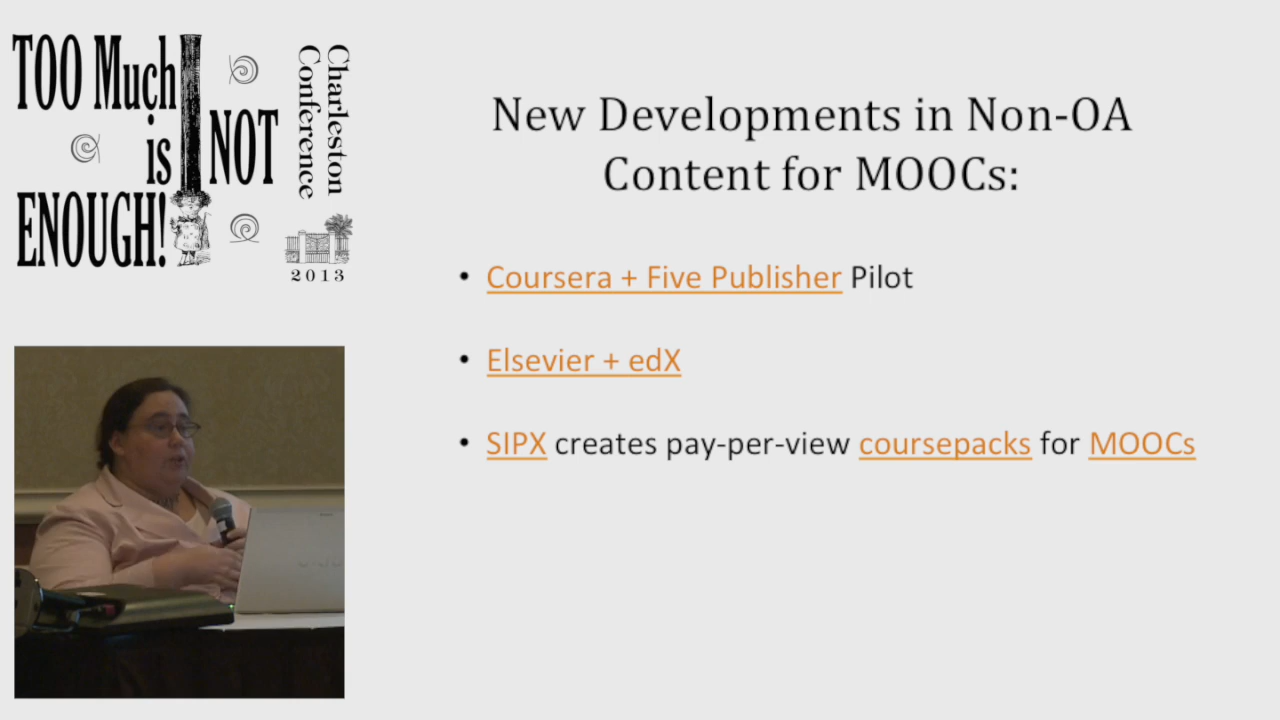 TOO Much
is NOT
ENOUGH!
Charleston
Conference
2013
New Developments in Non-OA
Content for MOOCs:
• Coursera + Five Publisher Pilot
• Elsevier + edX
• SIPX creates pay-per-view coursepacks for MOOCs